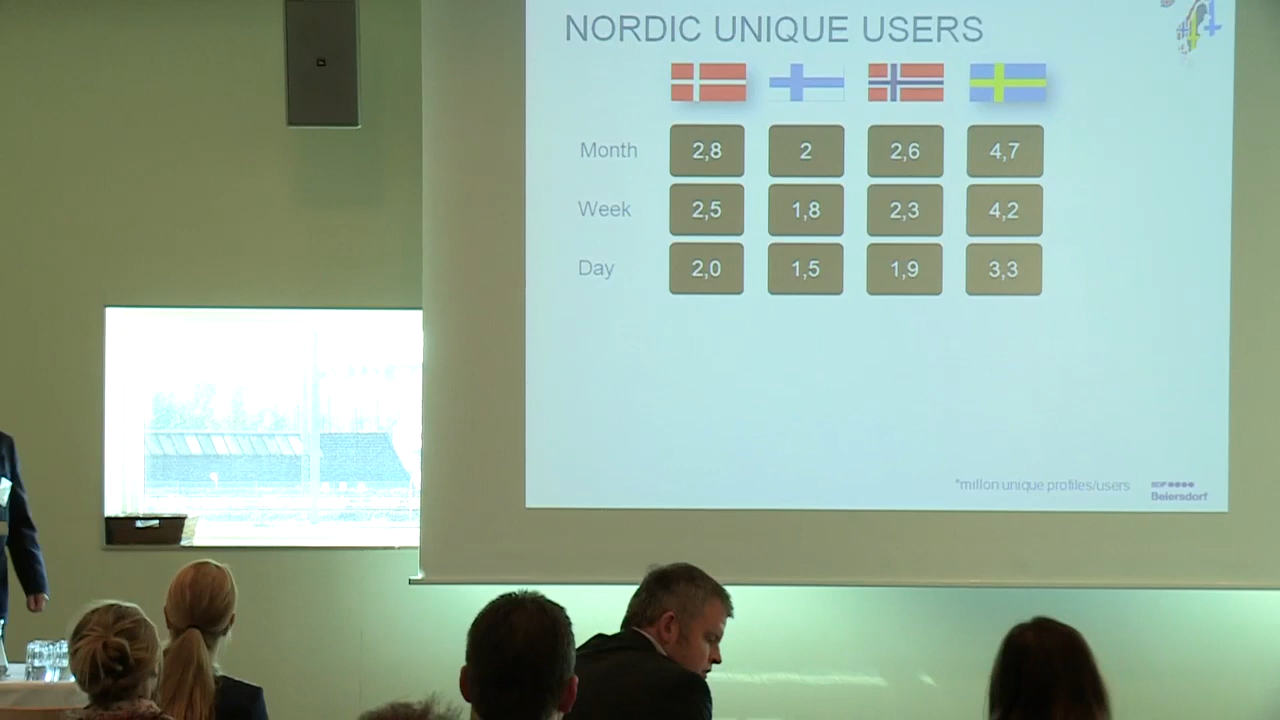 NORDIC UNIQUE USERS
Month 2,8 2 2,6 4,7
Week 2,5 1,8 2,3 4,2
Day 2,0 1,5 1,9 3,3
*millon unique profiles/users
BDF
Beiersdorf